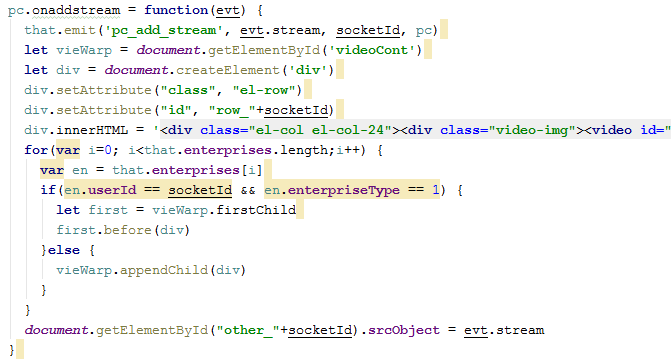 pc.onaddstream = function(evt) {
  that.emit('pc_add_stream', evt.stream, socketId, pc)
  let vieWarp = document.getElementById('videoCont')
  let div = document.createElement('div')
  div.setAttribute("class", "el-row")
  div.setAttribute("id", "row_"+socketId)
  div.innerHTML = '<div class="el-col el-col-24"><div class="video-img"><video id="
  for(var i=0; i<that.enterprises.length;i++) {
    var en = that.enterprises[i]
    if(en.userId == socketId && en.enterpriseType == 1) {
      let first = vieWarp.firstChild
      first.before(div)
    }else {
      vieWarp.appendChild(div)
    }
  }
  document.getElementById("other_"+socketId).srcObject = evt.stream
}